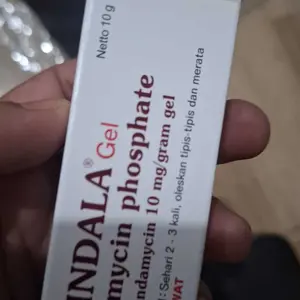 Netto 10 g
INDALA® Gel
mycin phosphate
ndamycin 10 mg/gram gel
: Sehari 2 - 3 kali, oleskan tipis-tipis dan merata
WAT